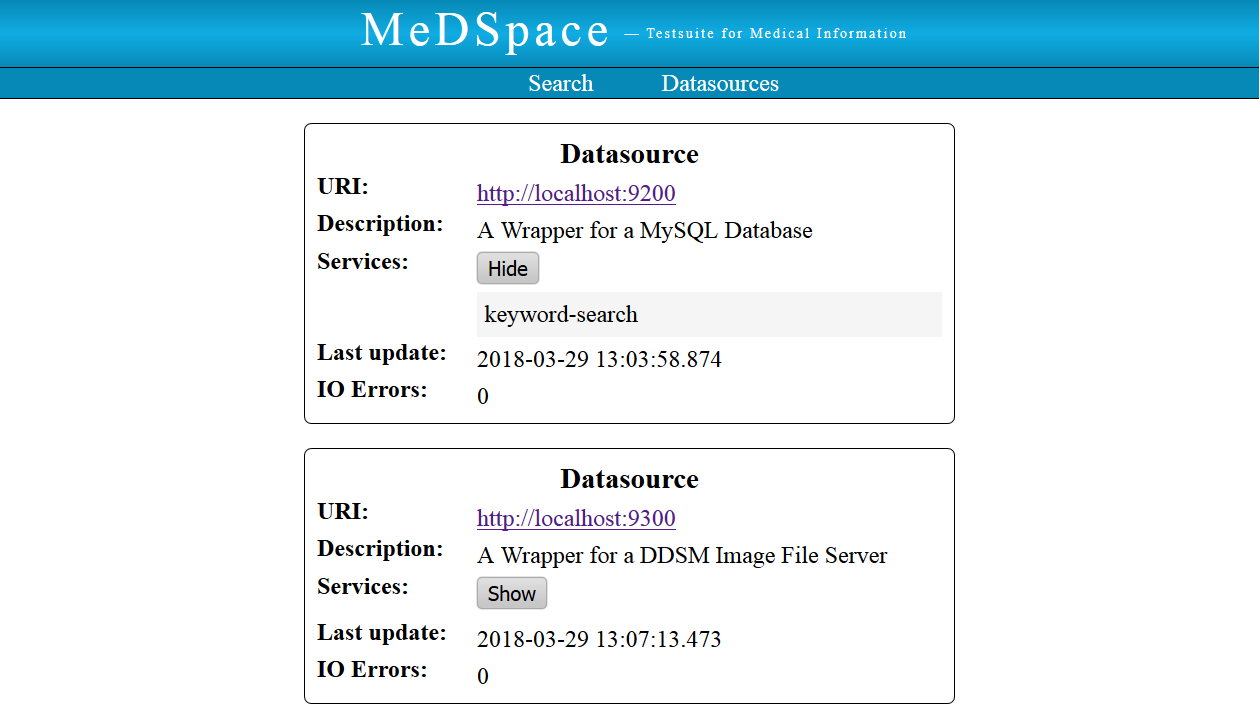 MeDSpace — Testsuite for Medical Information
Search Datasources
Datasource
URI: http://localhost:9200
Description: A Wrapper for a MySQL Database
Services: Hide
keyword-search
Last update: 2018-03-29 13:03:58.874
IO Errors: 0
Datasource
URI: http://localhost:9300
Description: A Wrapper for a DDSM Image File Server
Services: Show
Last update: 2018-03-29 13:07:13.473
IO Errors: 0